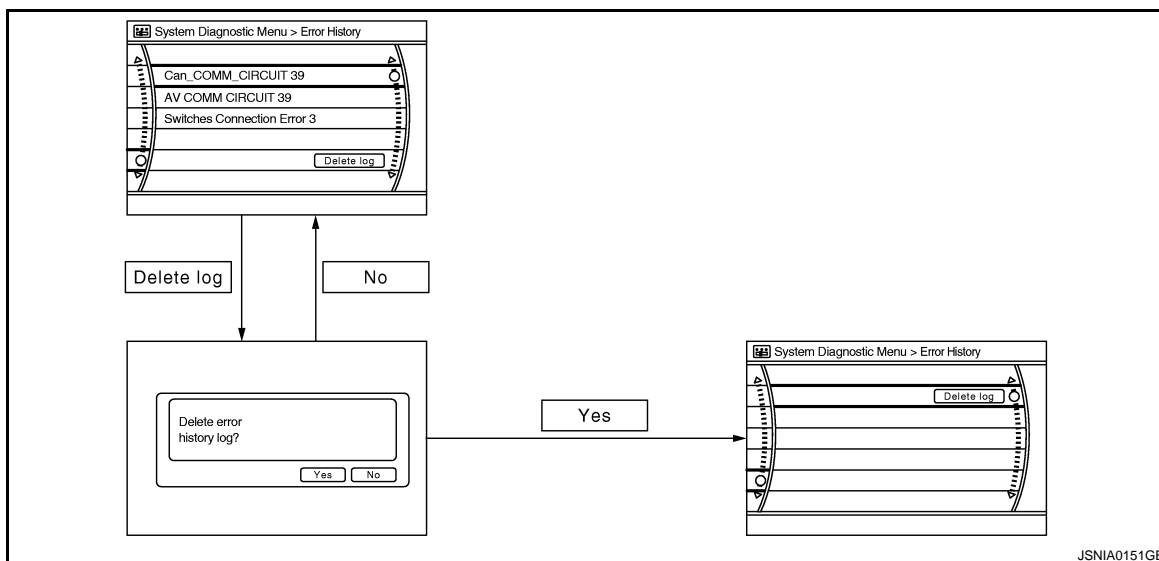 System Diagnostic Menu > Error History
Can_COMM_CIRCUIT 39
AV COMM CIRCUIT 39
Switches Connection Error 3
Delete log
Delete log
No
Delete error
history log?
Yes
No
Yes
System Diagnostic Menu > Error History
Delete log